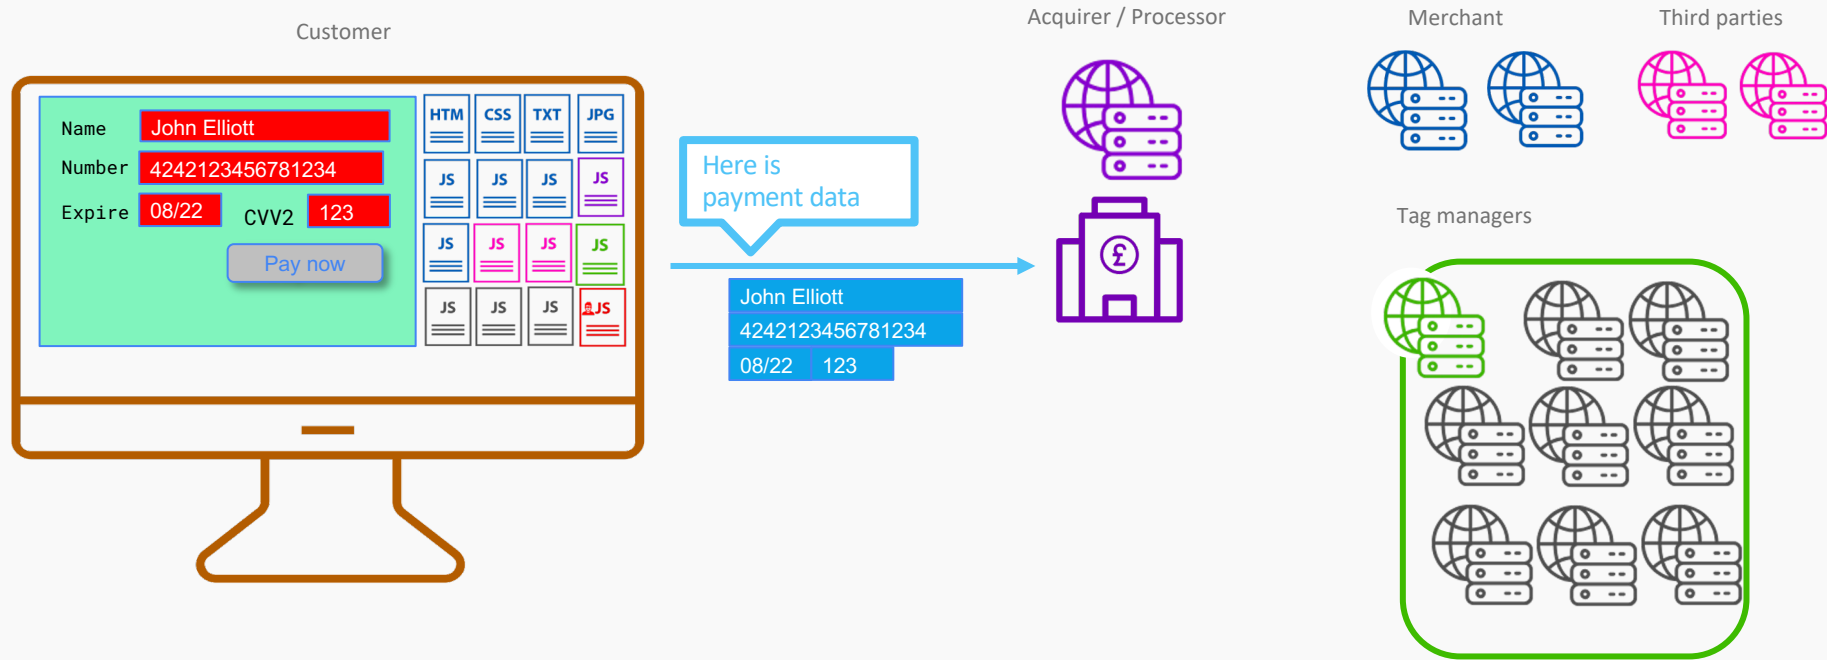 Customer
Acquirer / Processor
Merchant
Third parties
Name John Elliott
Number 4242123456781234
Expire 08/22 CVV2 123
Pay now
HTM CSS TXT JPG
JS JS JS JS
JS JS JS JS
JS JS JS JS
Here is
payment data
John Elliott
4242123456781234
08/22 123
£
Tag managers